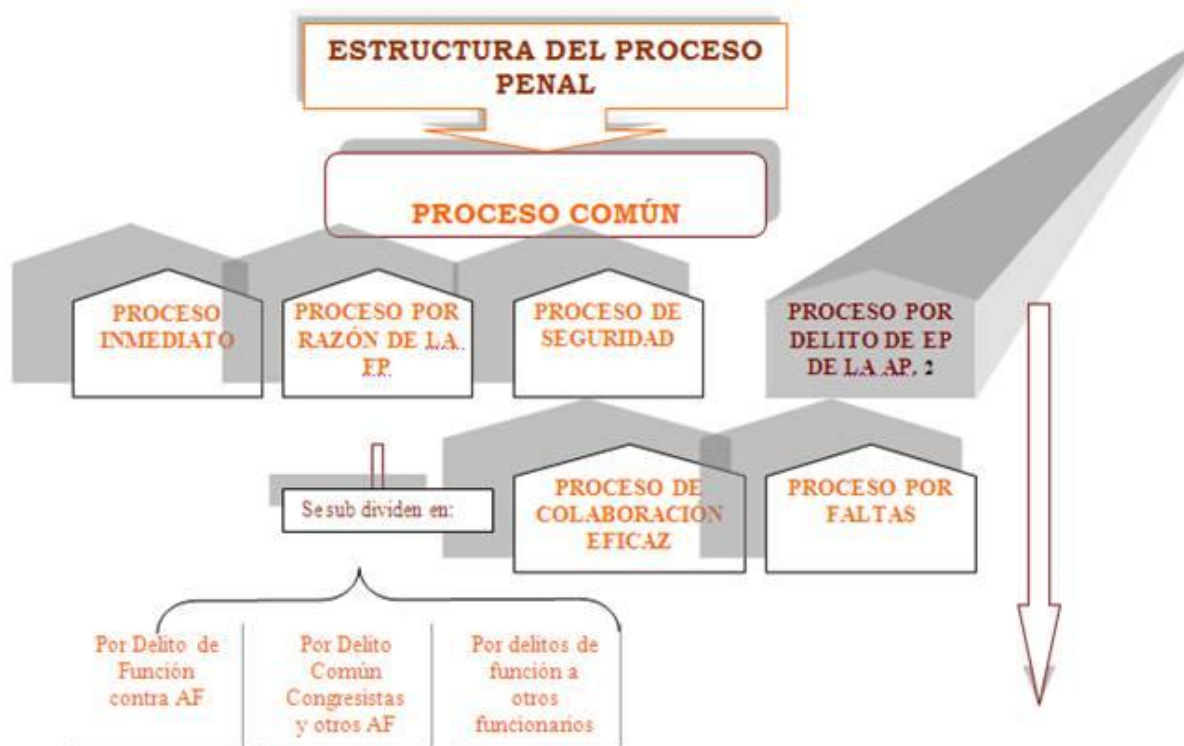 ESTRUCTURA DEL PROCESO
PENAL
PROCESO COMÚN
PROCESO
INMEDIATO
PROCESO POR
RAZÓN DE LA
FP
PROCESO DE
SEGURIDAD
PROCESO POR
DELITO DE EP
DE LA AP. 2
Se sub dividen en:
PROCESO DE
COLABORACIÓN
EFICAZ
PROCESO POR
FALTAS
Por Delito de
Función
contra AF
Por Delito
Común
Congresistas
y otros AF
Por delitos de
función a
otros
funcionarios